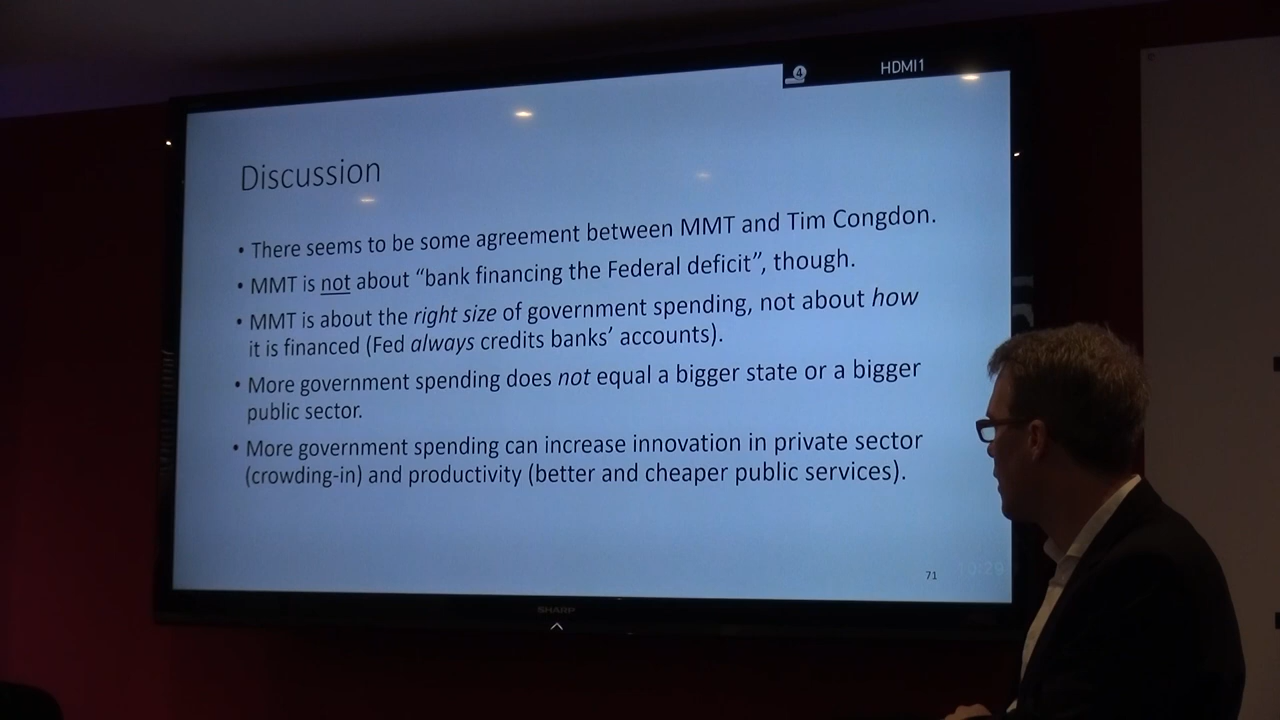 4
HDMI1
Discussion
• There seems to be some agreement between MMT and Tim Congdon.
• MMT is not about “bank financing the Federal deficit”, though.
• MMT is about the right size of government spending, not about how
it is financed (Fed always credits banks’ accounts).
• More government spending does not equal a bigger state or a bigger
public sector.
• More government spending can increase innovation in private sector
(crowding-in) and productivity (better and cheaper public services).
71
SHARP